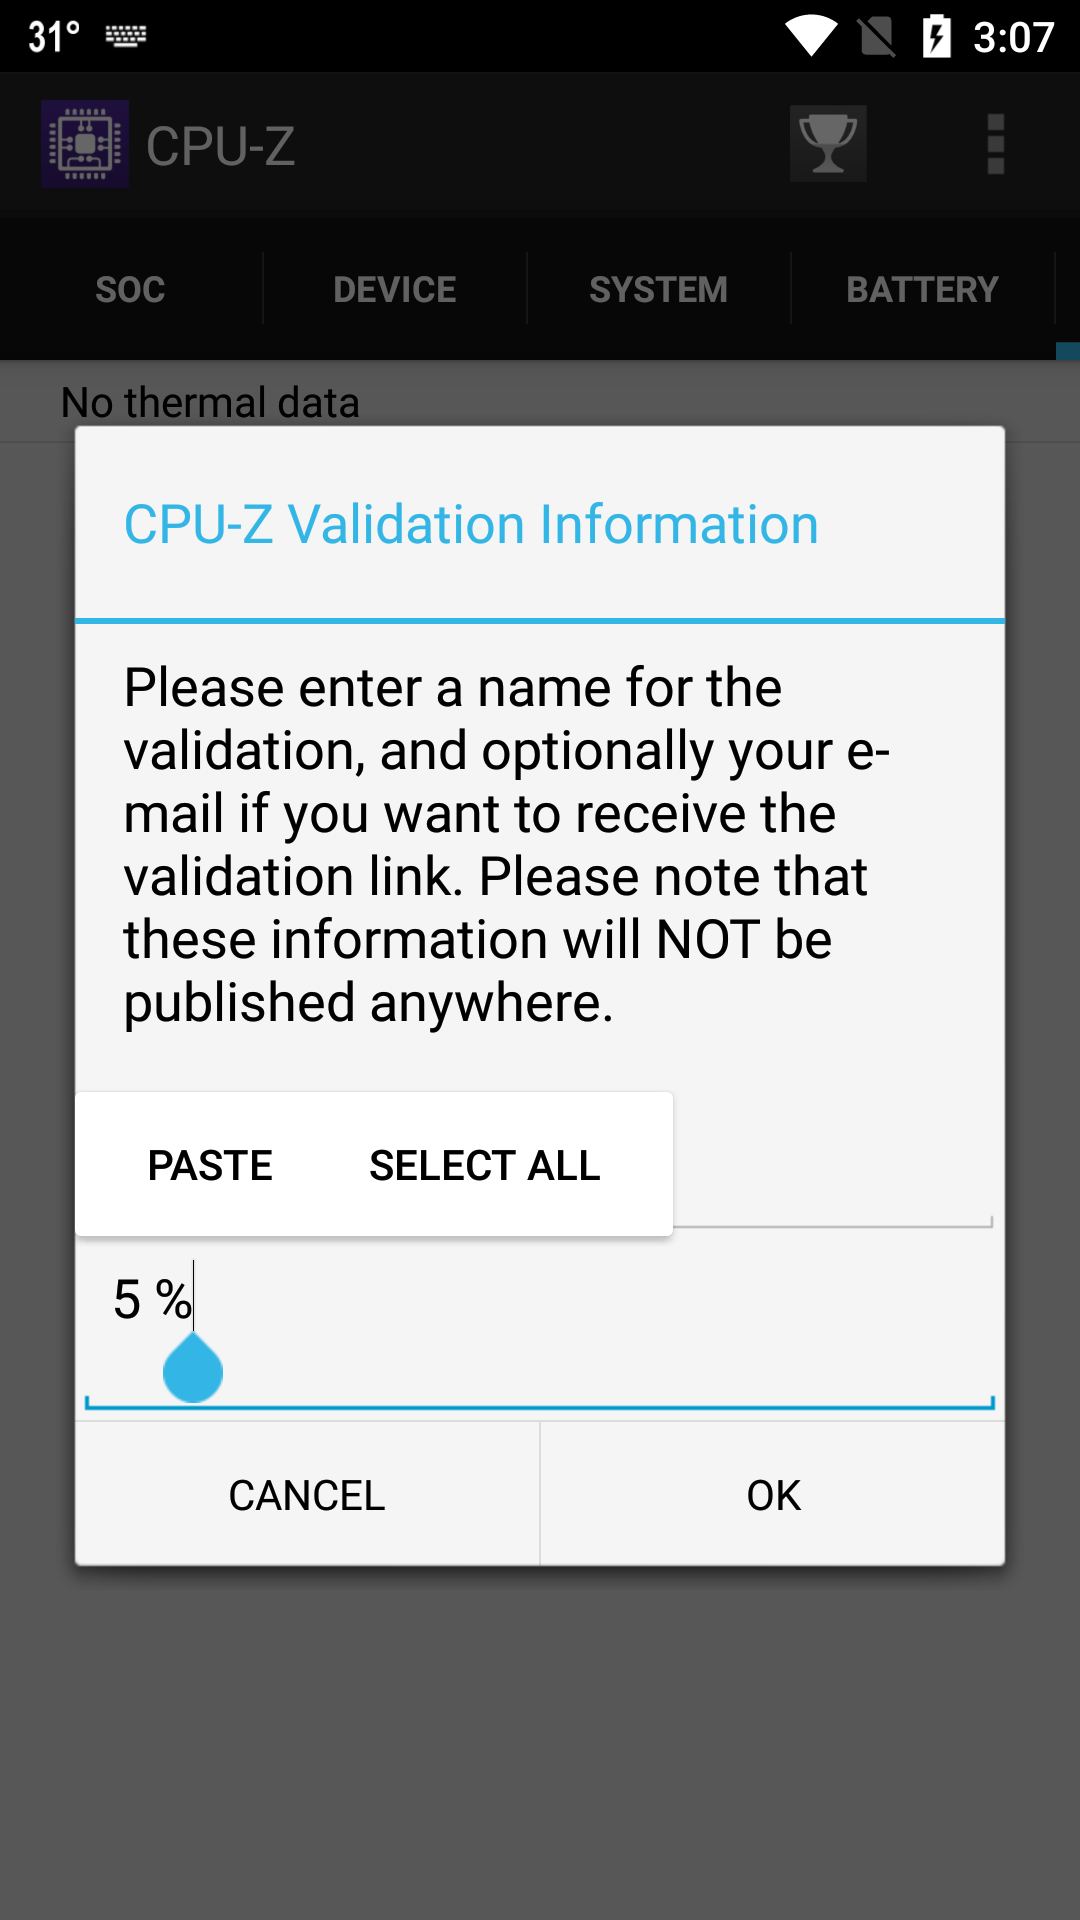 31° 3:07
CPU-Z
SOC DEVICE SYSTEM BATTERY
No thermal data
CPU-Z Validation Information
Please enter a name for the
validation, and optionally your e-
mail if you want to receive the
validation link. Please note that
these information will NOT be
published anywhere.
PASTE SELECT ALL
5 %
CANCEL OK